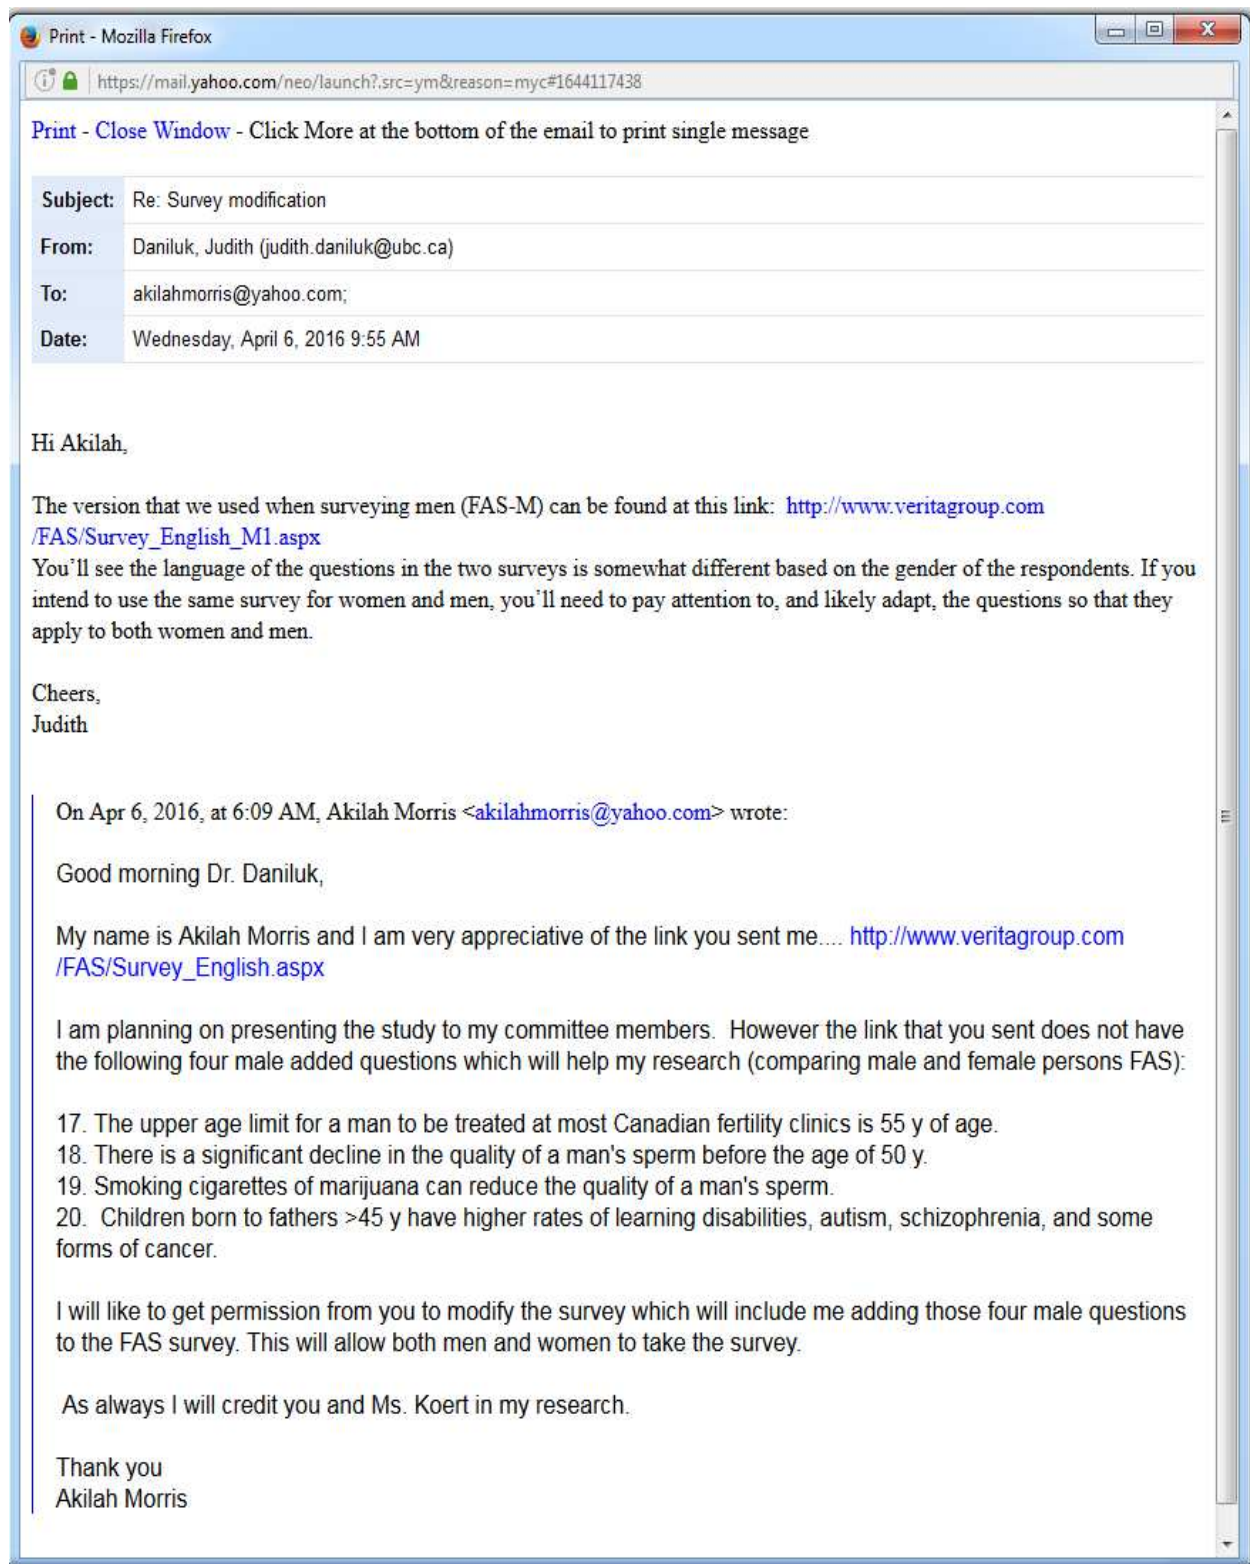 Print - Mozilla Firefox
https://mail.yahoo.com/neo/launch?.src=ym&reason=myc#1644117438
Print - Close Window - Click More at the bottom of the email to print single message
Subject: Re: Survey modification
From: Daniluk, Judith (judith.daniluk@ubc.ca)
To: akilahmorris@yahoo.com;
Date: Wednesday, April 6, 2016 9:55 AM
Hi Akilah,
The version that we used when surveying men (FAS-M) can be found at this link: http://www.veritagroup.com
/FAS/Survey_English_M1.aspx
You'll see the language of the questions in the two surveys is somewhat different based on the gender of the respondents. If you
intend to use the same survey for women and men, you'll need to pay attention to, and likely adapt, the questions so that they
apply to both women and men.
Cheers,
Judith
On Apr 6, 2016, at 6:09 AM, Akilah Morris <akilahmorris@yahoo.com> wrote:
Good morning Dr. Daniluk,
My name is Akilah Morris and I am very appreciative of the link you sent me.... http://www.veritagroup.com
/FAS/Survey_English.aspx
I am planning on presenting the study to my committee members. However the link that you sent does not have
the following four male added questions which will help my research (comparing male and female persons FAS):
17. The upper age limit for a man to be treated at most Canadian fertility clinics is 55 y of age.
18. There is a significant decline in the quality of a man's sperm before the age of 50 y.
19. Smoking cigarettes of marijuana can reduce the quality of a man's sperm.
20. Children born to fathers >45 y have higher rates of learning disabilities, autism, schizophrenia, and some
forms of cancer.
I will like to get permission from you to modify the survey which will include me adding those four male questions
to the FAS survey. This will allow both men and women to take the survey.
As always I will credit you and Ms. Koert in my research.
Thank you
Akilah Morris